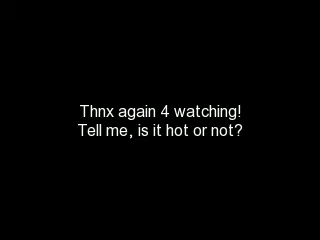 Thnx again 4 watching!
Tell me, is it hot or not?